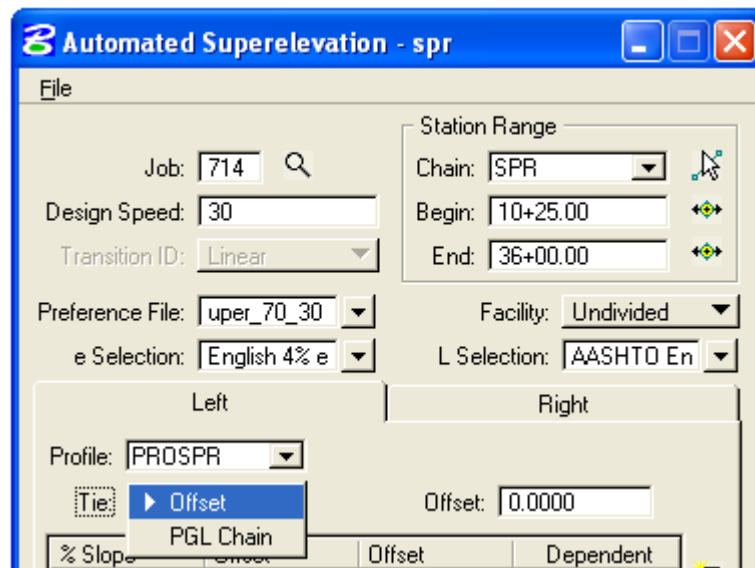 Automated Superelevation - spr
File
Station Range
Job: 714
Chain: SPR
Design Speed: 30
Begin: 10+25.00
Transition ID: Linear
End: 36+00.00
Preference File: uper_70_30
Facility: Undivided
e Selection: English 4% e
L Selection: AASHTO En
Left
Right
Profile: PROSPR
Tie: Offset
Offset: 0.0000
PGL Chain
% Slope Offset Offset Dependent